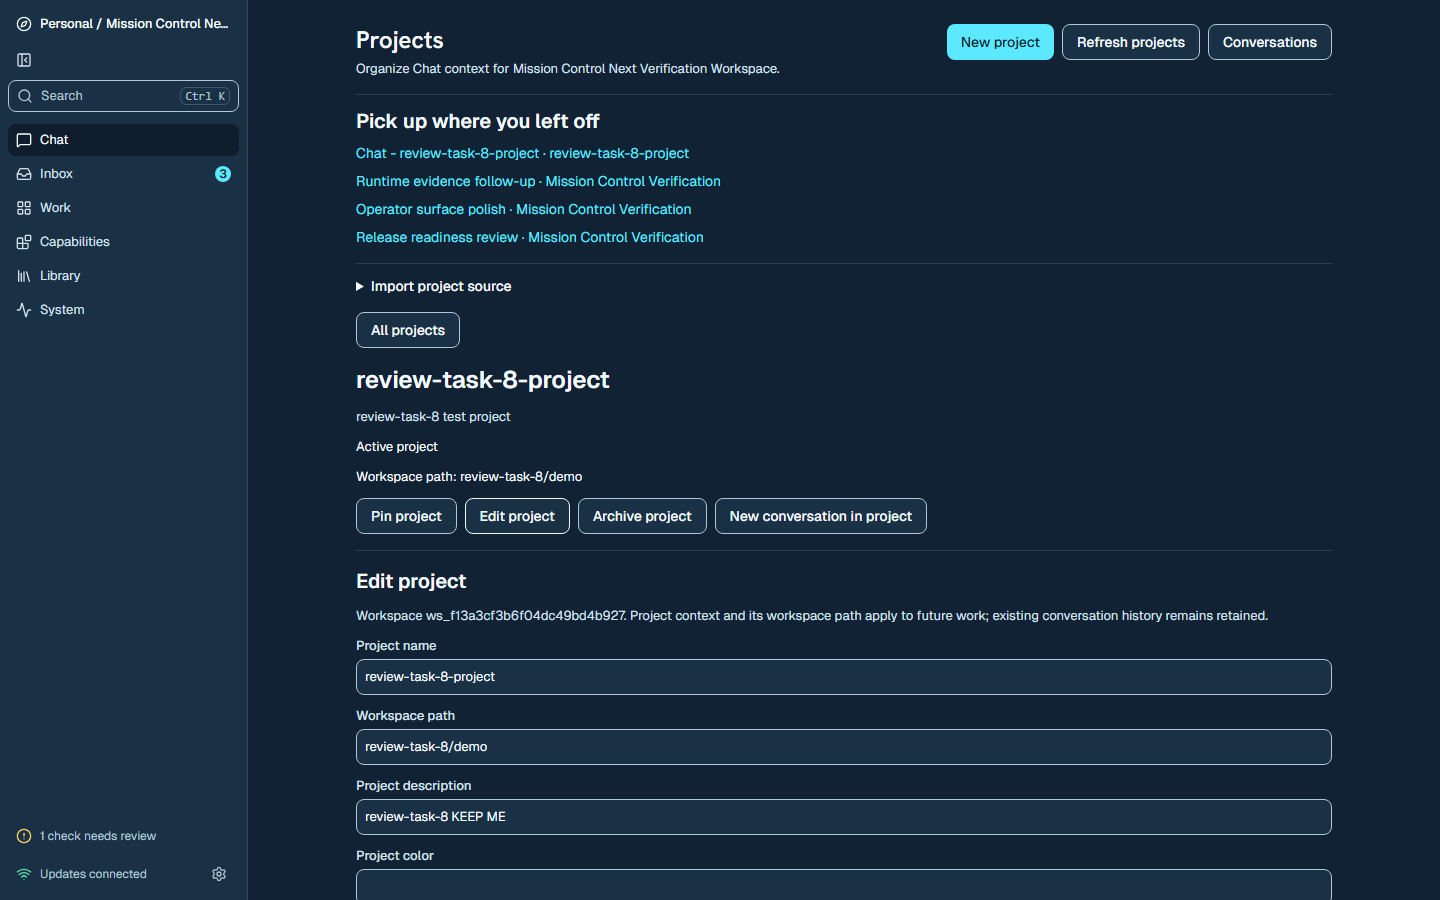 Personal / Mission Control Ne...
Search
Ctrl K
Chat
Inbox
3
Work
Capabilities
Library
System
1 check needs review
Updates connected
Projects
Organize Chat context for Mission Control Next Verification Workspace.
New project
Refresh projects
Conversations
Pick up where you left off
Chat - review-task-8-project · review-task-8-project
Runtime evidence follow-up · Mission Control Verification
Operator surface polish · Mission Control Verification
Release readiness review · Mission Control Verification
Import project source
All projects
review-task-8-project
review-task-8 test project
Active project
Workspace path: review-task-8/demo
Pin project
Edit project
Archive project
New conversation in project
Edit project
Workspace ws_f13a3cf3b6f04dc49bd4b927. Project context and its workspace path apply to future work; existing conversation history remains retained.
Project name
review-task-8-project
Workspace path
review-task-8/demo
Project description
review-task-8 KEEP ME
Project color